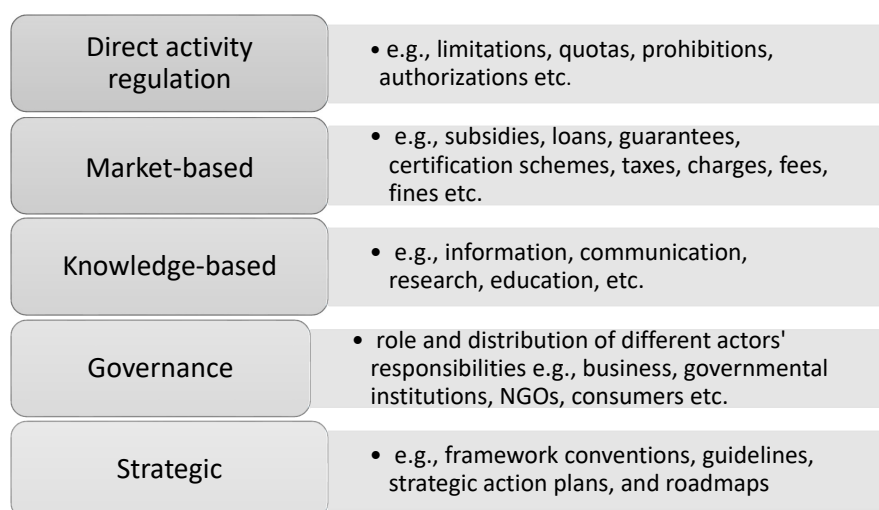 Direct activity
regulation
• e.g., limitations, quotas, prohibitions,
authorizations etc.
Market-based
• e.g., subsidies, loans, guarantees,
certification schemes, taxes, charges, fees,
fines etc.
Knowledge-based
• e.g., information, communication,
research, education, etc.
Governance
• role and distribution of different actors'
responsibilities e.g., business, governmental
institutions, NGOs, consumers etc.
Strategic
• e.g., framework conventions, guidelines,
strategic action plans, and roadmaps